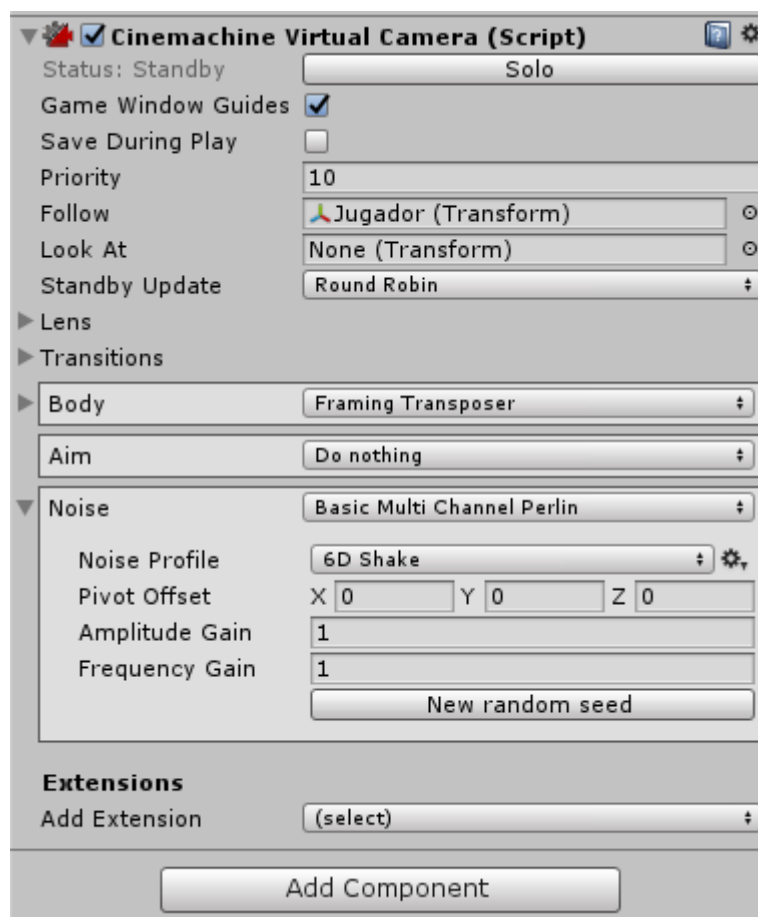 Cinemachine Virtual Camera (Script)
Status: Standby Solo
Game Window Guides
Save During Play
Priority 10
Follow Jugador (Transform)
Look At None (Transform)
Standby Update Round Robin
Lens
Transitions
Body Framing Transposer
Aim Do nothing
Noise Basic Multi Channel Perlin
Noise Profile 6D Shake
Pivot Offset X 0 Y 0 Z 0
Amplitude Gain 1
Frequency Gain 1
New random seed
Extensions
Add Extension (select)
Add Component